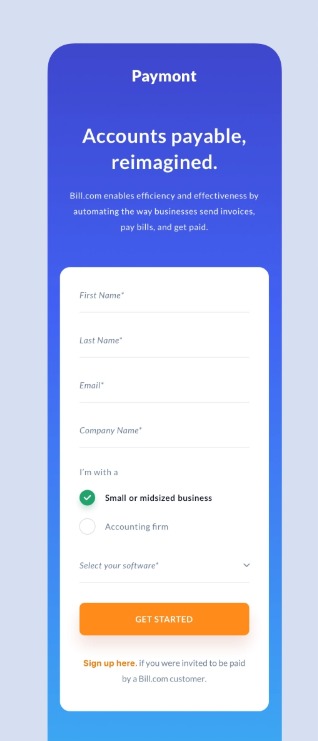 Paymont
Accounts payable,
reimagined.
Bill.com enables efficiency and effectiveness by
automating the way businesses send invoices,
pay bills, and get paid.
First Name*
Last Name*
Email*
Company Name*
I'm with a
Small or midsized business
Accounting firm
Select your software*
GET STARTED
Sign up here. if you were invited to be paid
by a Bill.com customer.